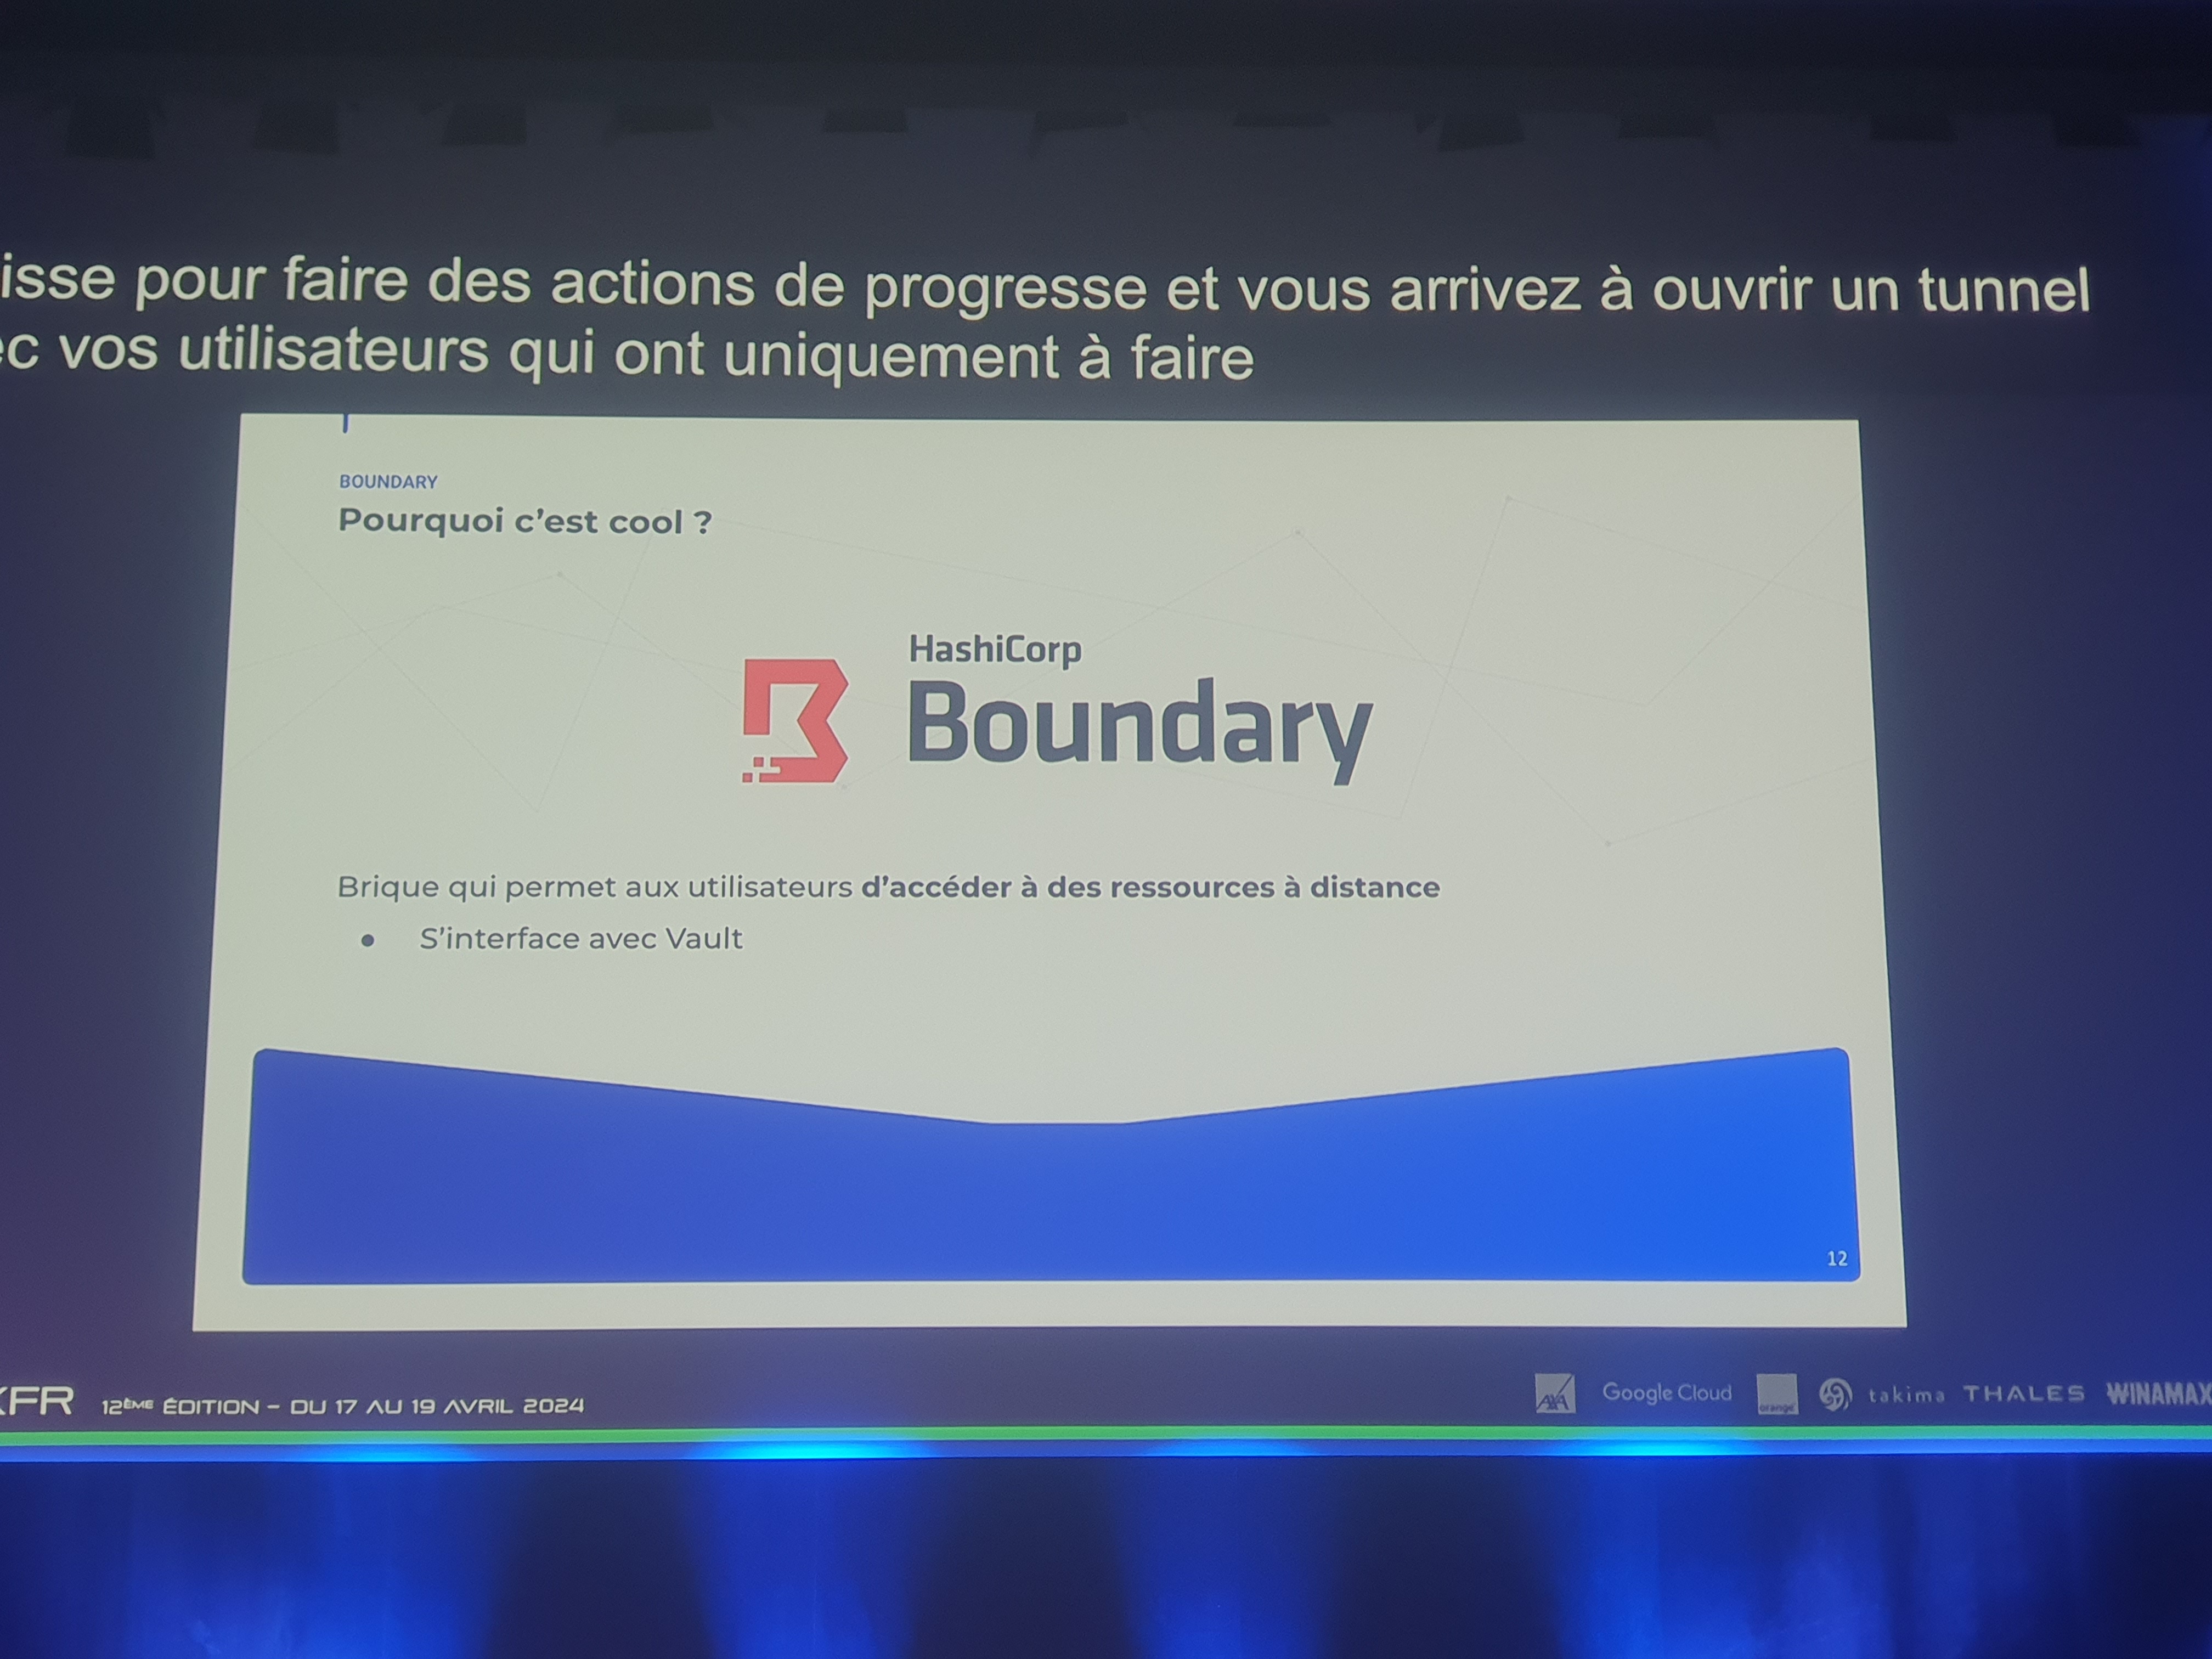 isse pour faire des actions de progresse et vous arrivez à ouvrir un tunnel
ec vos utilisateurs qui ont uniquement à faire
BOUNDARY
Pourquoi c'est cool ?
HashiCorp
Boundary
Brique qui permet aux utilisateurs d'accéder à des ressources à distance
• S'interface avec Vault
12
XFR 12ÈME ÉDITION – DU 17 AU 19 AVRIL 2024
AXA Google Cloud orange takima THALES WINAMAX